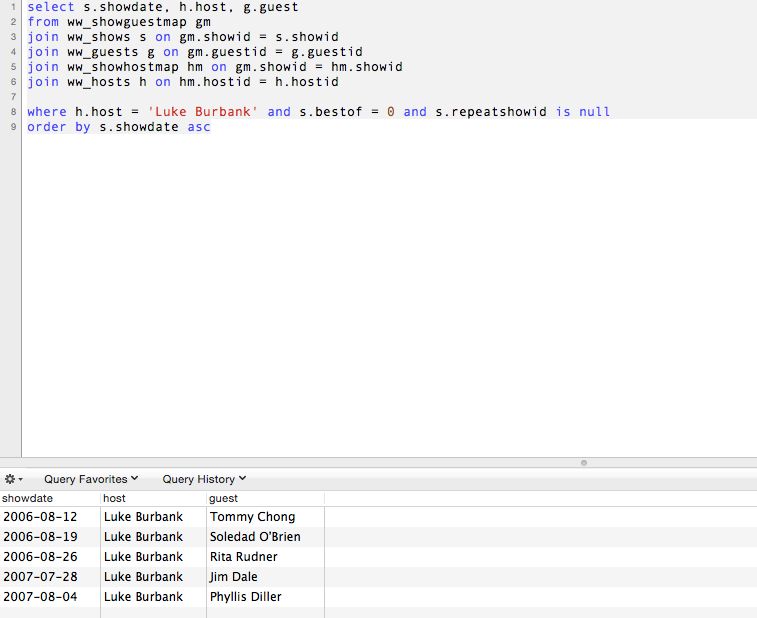 1 select s.showdate, h.host, g.guest
2 from ww_showguestmap gm
3 join ww_shows s on gm.showid = s.showid
4 join ww_guests g on gm.guestid = g.guestid
5 join ww_showhostmap hm on gm.showid = hm.showid
6 join ww_hosts h on hm.hostid = h.hostid
7
8 where h.host = 'Luke Burbank' and s.bestof = 0 and s.repeatshowid is null
9 order by s.showdate asc
Query Favorites Query History
showdate host guest
2006-08-12 Luke Burbank Tommy Chong
2006-08-19 Luke Burbank Soledad O'Brien
2006-08-26 Luke Burbank Rita Rudner
2007-07-28 Luke Burbank Jim Dale
2007-08-04 Luke Burbank Phyllis Diller